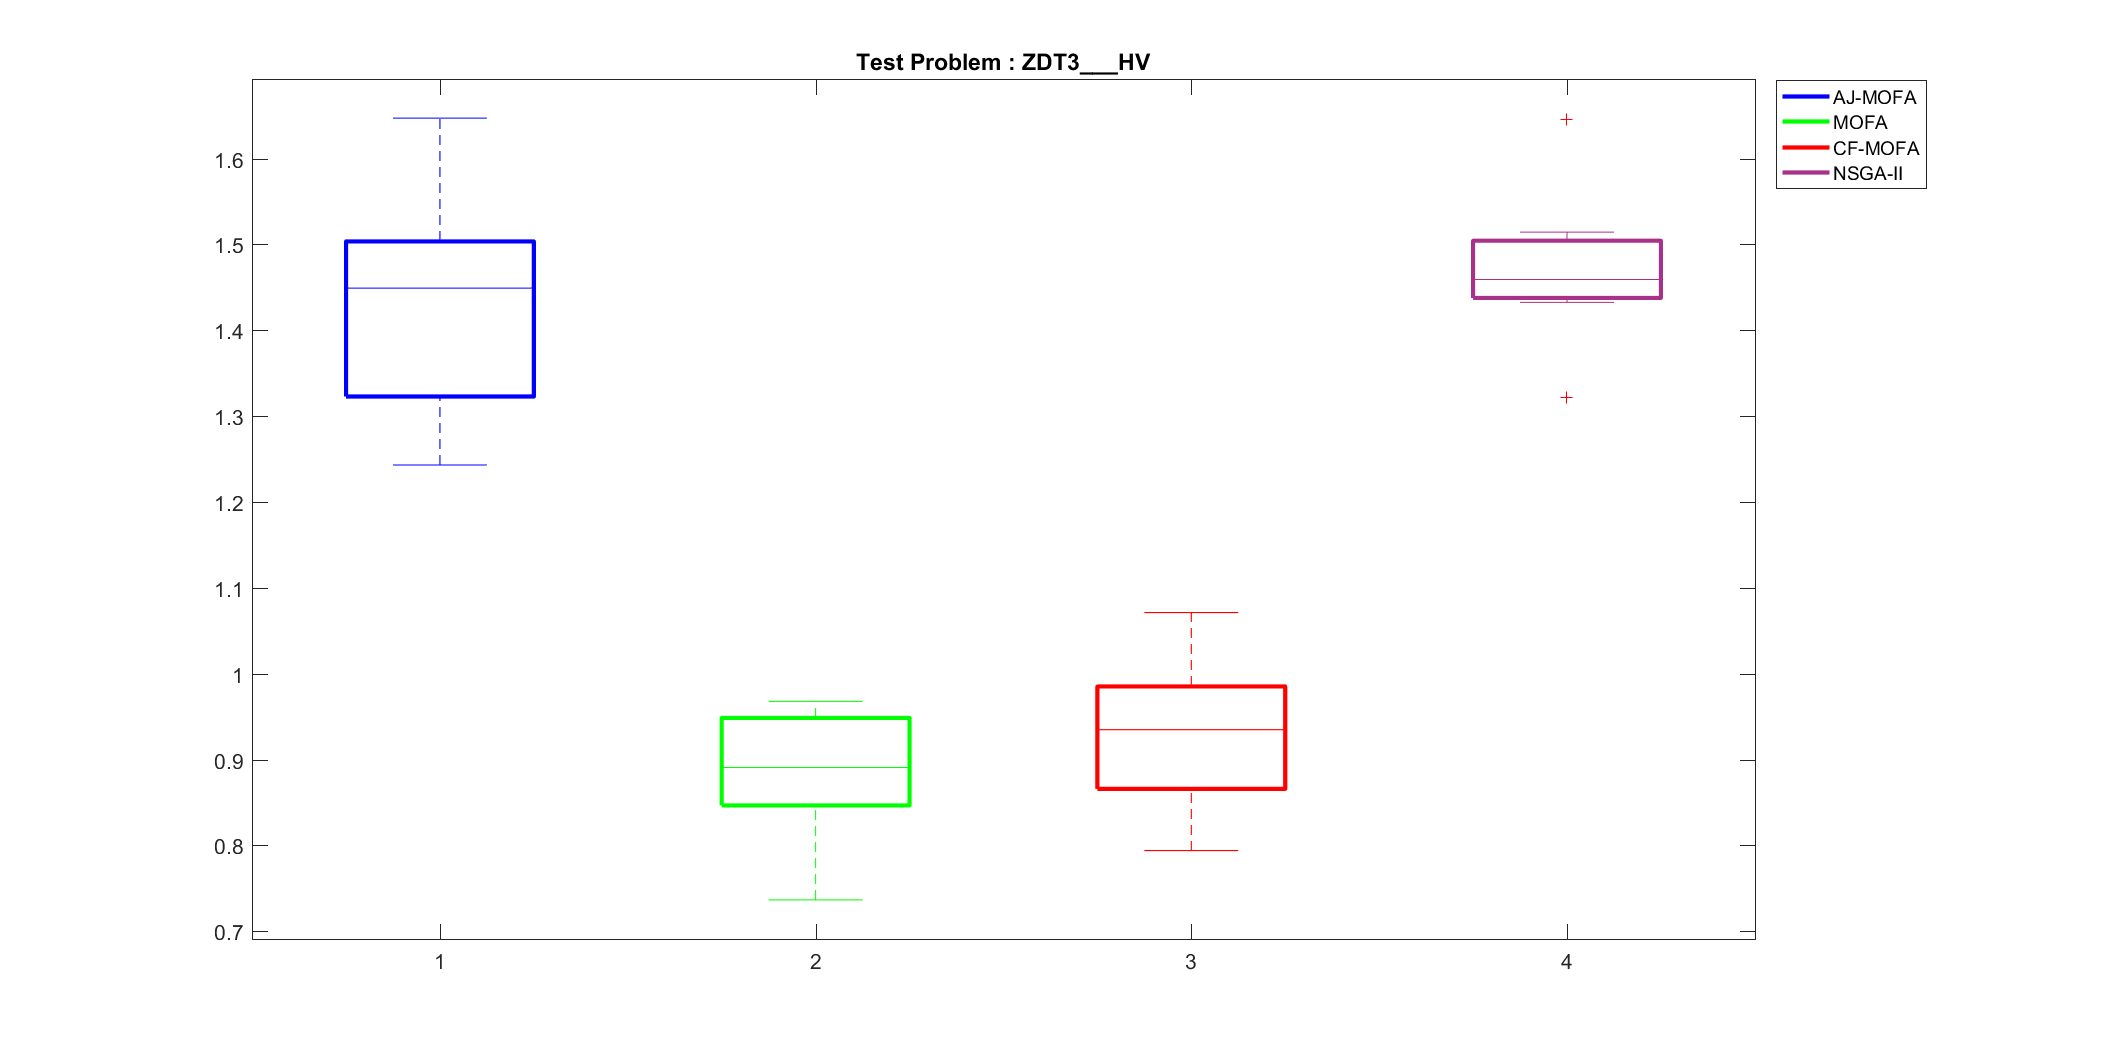 Test Problem : ZDT3___HV
AJ-MOFA
MOFA
CF-MOFA
NSGA-II
1.6
1.5
1.4
1.3
1.2
1.1
1
0.9
0.8
0.7
1 2 3 4